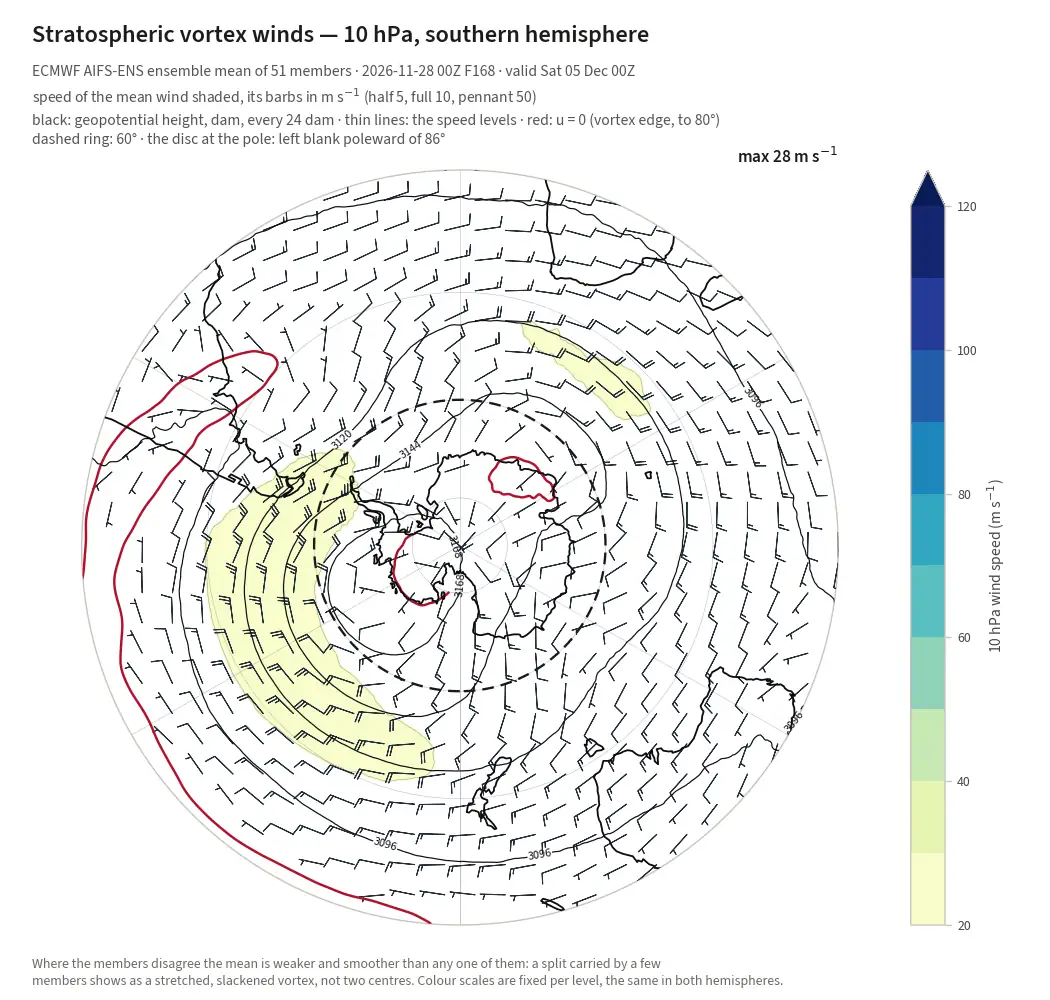 Stratospheric vortex winds — 10 hPa, southern hemisphere
ECMWF AIFS-ENS ensemble mean of 51 members · 2026-11-28 00Z F168 · valid Sat 05 Dec 00Z
speed of the mean wind shaded, its barbs in m s⁻¹ (half 5, full 10, pennant 50)
black: geopotential height, dam, every 24 dam · thin lines: the speed levels · red: u = 0 (vortex edge, to 80°)
dashed ring: 60° · the disc at the pole: left blank poleward of 86°
max 28 m s⁻¹
120
100
80
60
40
20
10 hPa wind speed (m s⁻¹)
3096
3120
3144
3168
3096
3096
3096
Where the members disagree the mean is weaker and smoother than any one of them: a split carried by a few
members shows as a stretched, slackened vortex, not two centres. Colour scales are fixed per level, the same in both hemispheres.